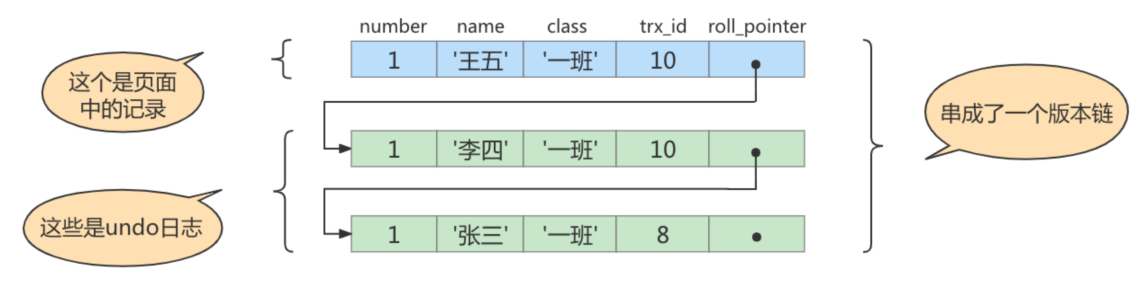 number name class trx_id roll_pointer
1 '王五' '一班' 10
这个是页面
中的记录
串成了一个版本链
1 '李四' '一班' 10
这些是undo日志
1 '张三' '一班' 8